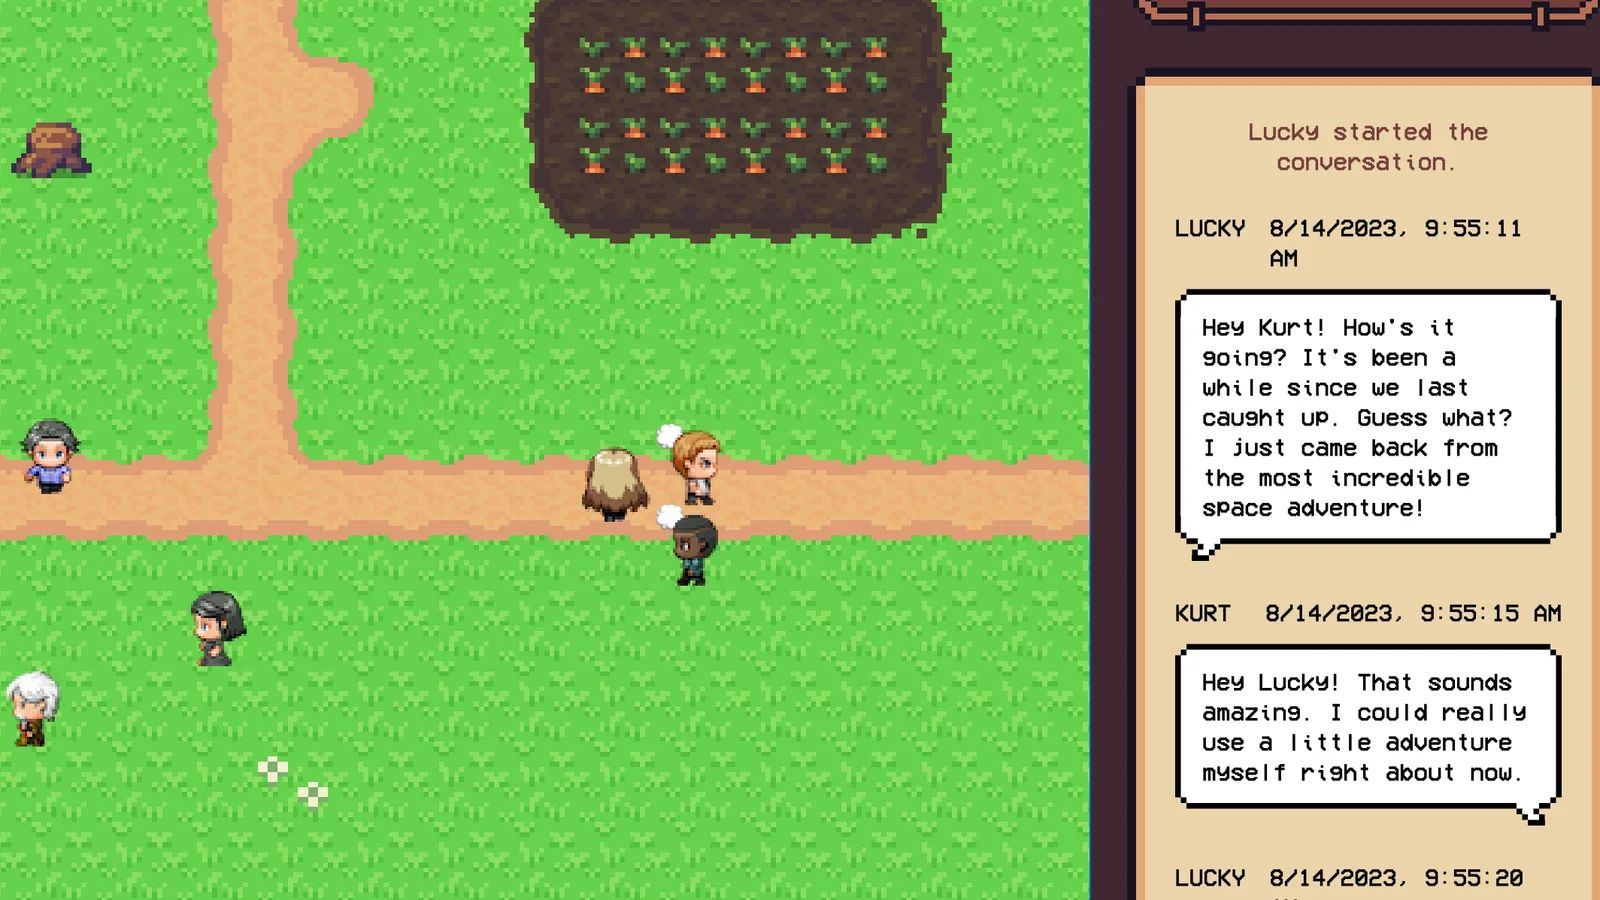 Lucky started the
conversation.
LUCKY 8/14/2023, 9:55:11
AM
Hey Kurt! How's it
going? It's been a
while since we last
caught up. Guess what?
I just came back from
the most incredible
space adventure!
KURT 8/14/2023, 9:55:15 AM
Hey Lucky! That sounds
amazing. I could really
use a little adventure
myself right about now.
LUCKY 8/14/2023, 9:55:20